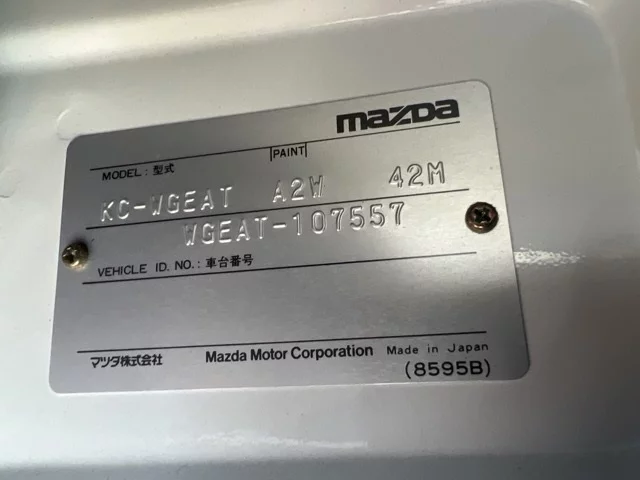 mazda
MODEL : 型式 PAINT
KC-WGEAT A2W 42M
WGEAT-107557
VEHICLE ID. NO. : 車台番号
マツダ株式会社 Mazda Motor Corporation Made in Japan
(8595B)